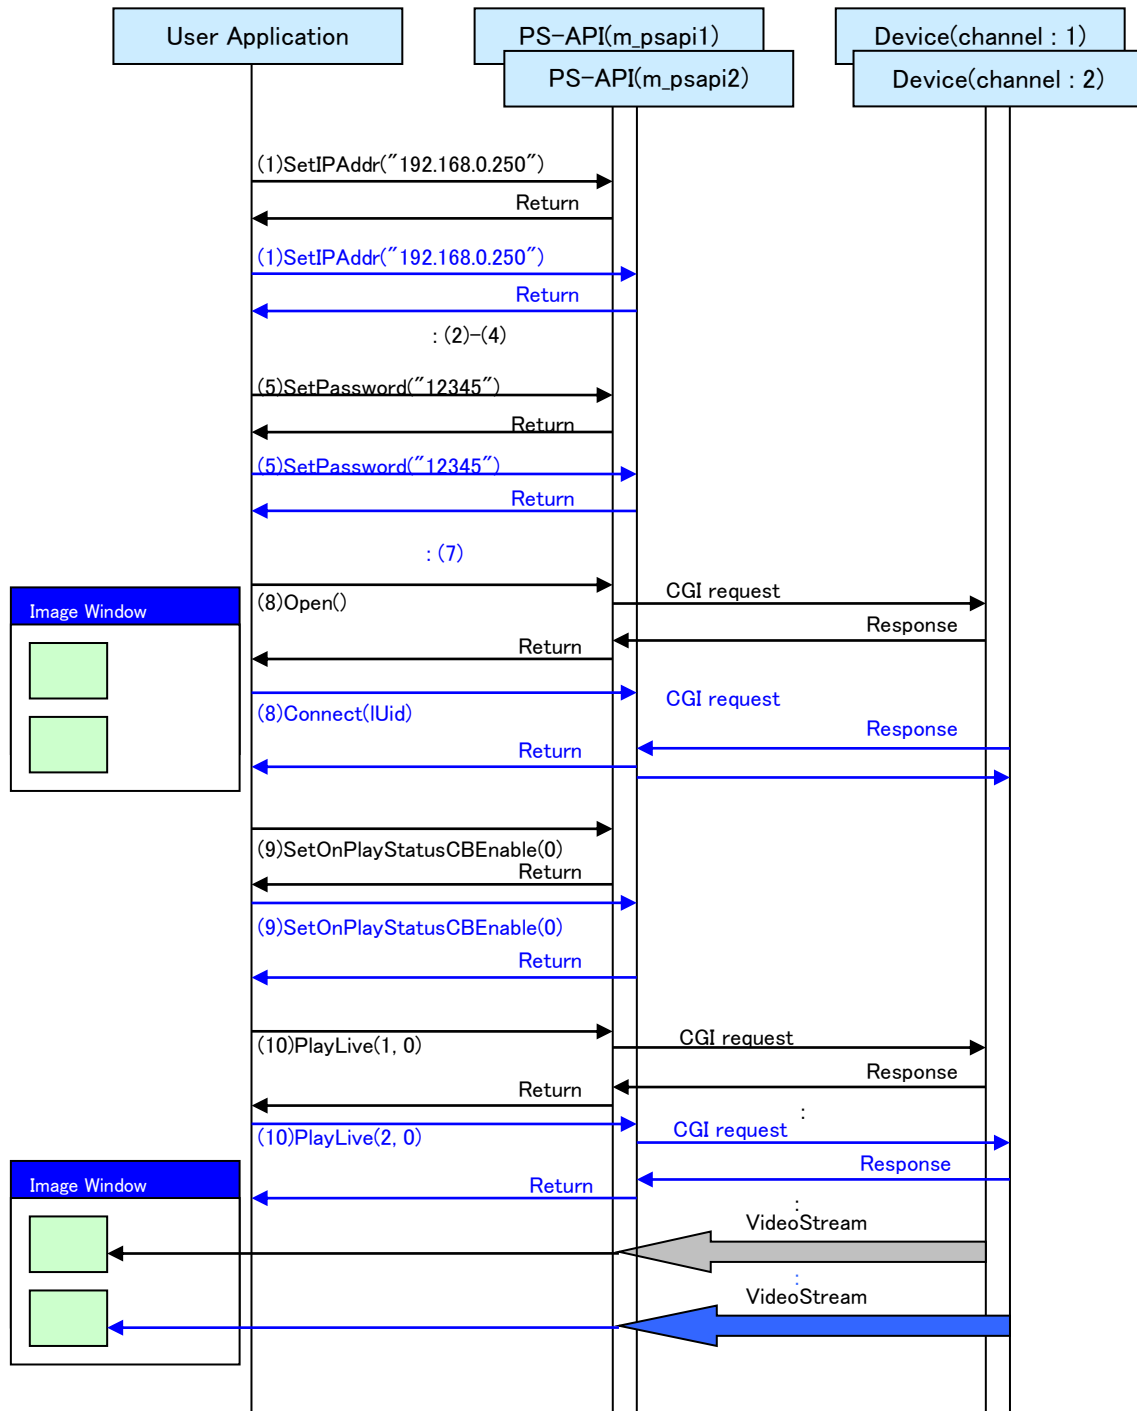 User Application
PS-API(m_psapi1)
Device(channel : 1)
PS-API(m_psapi2)
Device(channel : 2)
(1)SetIPAddr("192.168.0.250")
Return
(1)SetIPAddr("192.168.0.250")
Return
: (2)-(4)
(5)SetPassword("12345")
Return
(5)SetPassword("12345")
Return
: (7)
CGI request
(8)Open()
Image Window
Response
Return
CGI request
(8)Connect(lUid)
Response
Return
(9)SetOnPlayStatusCBEnable(0)
Return
(9)SetOnPlayStatusCBEnable(0)
Return
CGI request
(10)PlayLive(1, 0)
Response
Return
:
CGI request
(10)PlayLive(2, 0)
Response
Image Window
Return
:
VideoStream
:
VideoStream